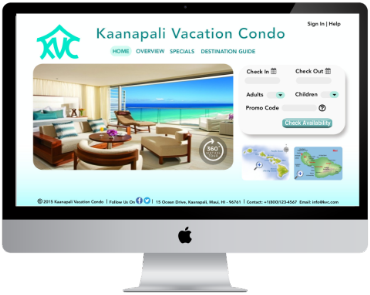 Sign In | Help
KVC
Kaanapali Vacation Condo
HOME OVERVIEW SPECIALS DESTINATION GUIDE
Check In Check Out
Adults Children
Promo Code ?
Check Availability
360
©2015 Kaanapali Vacation Condo | Follow Us On | 15 Ocean Drive, Kaanapali, Maui, HI - 96761 | Contact: +1(800)123-4567 Email: info@kvc.com